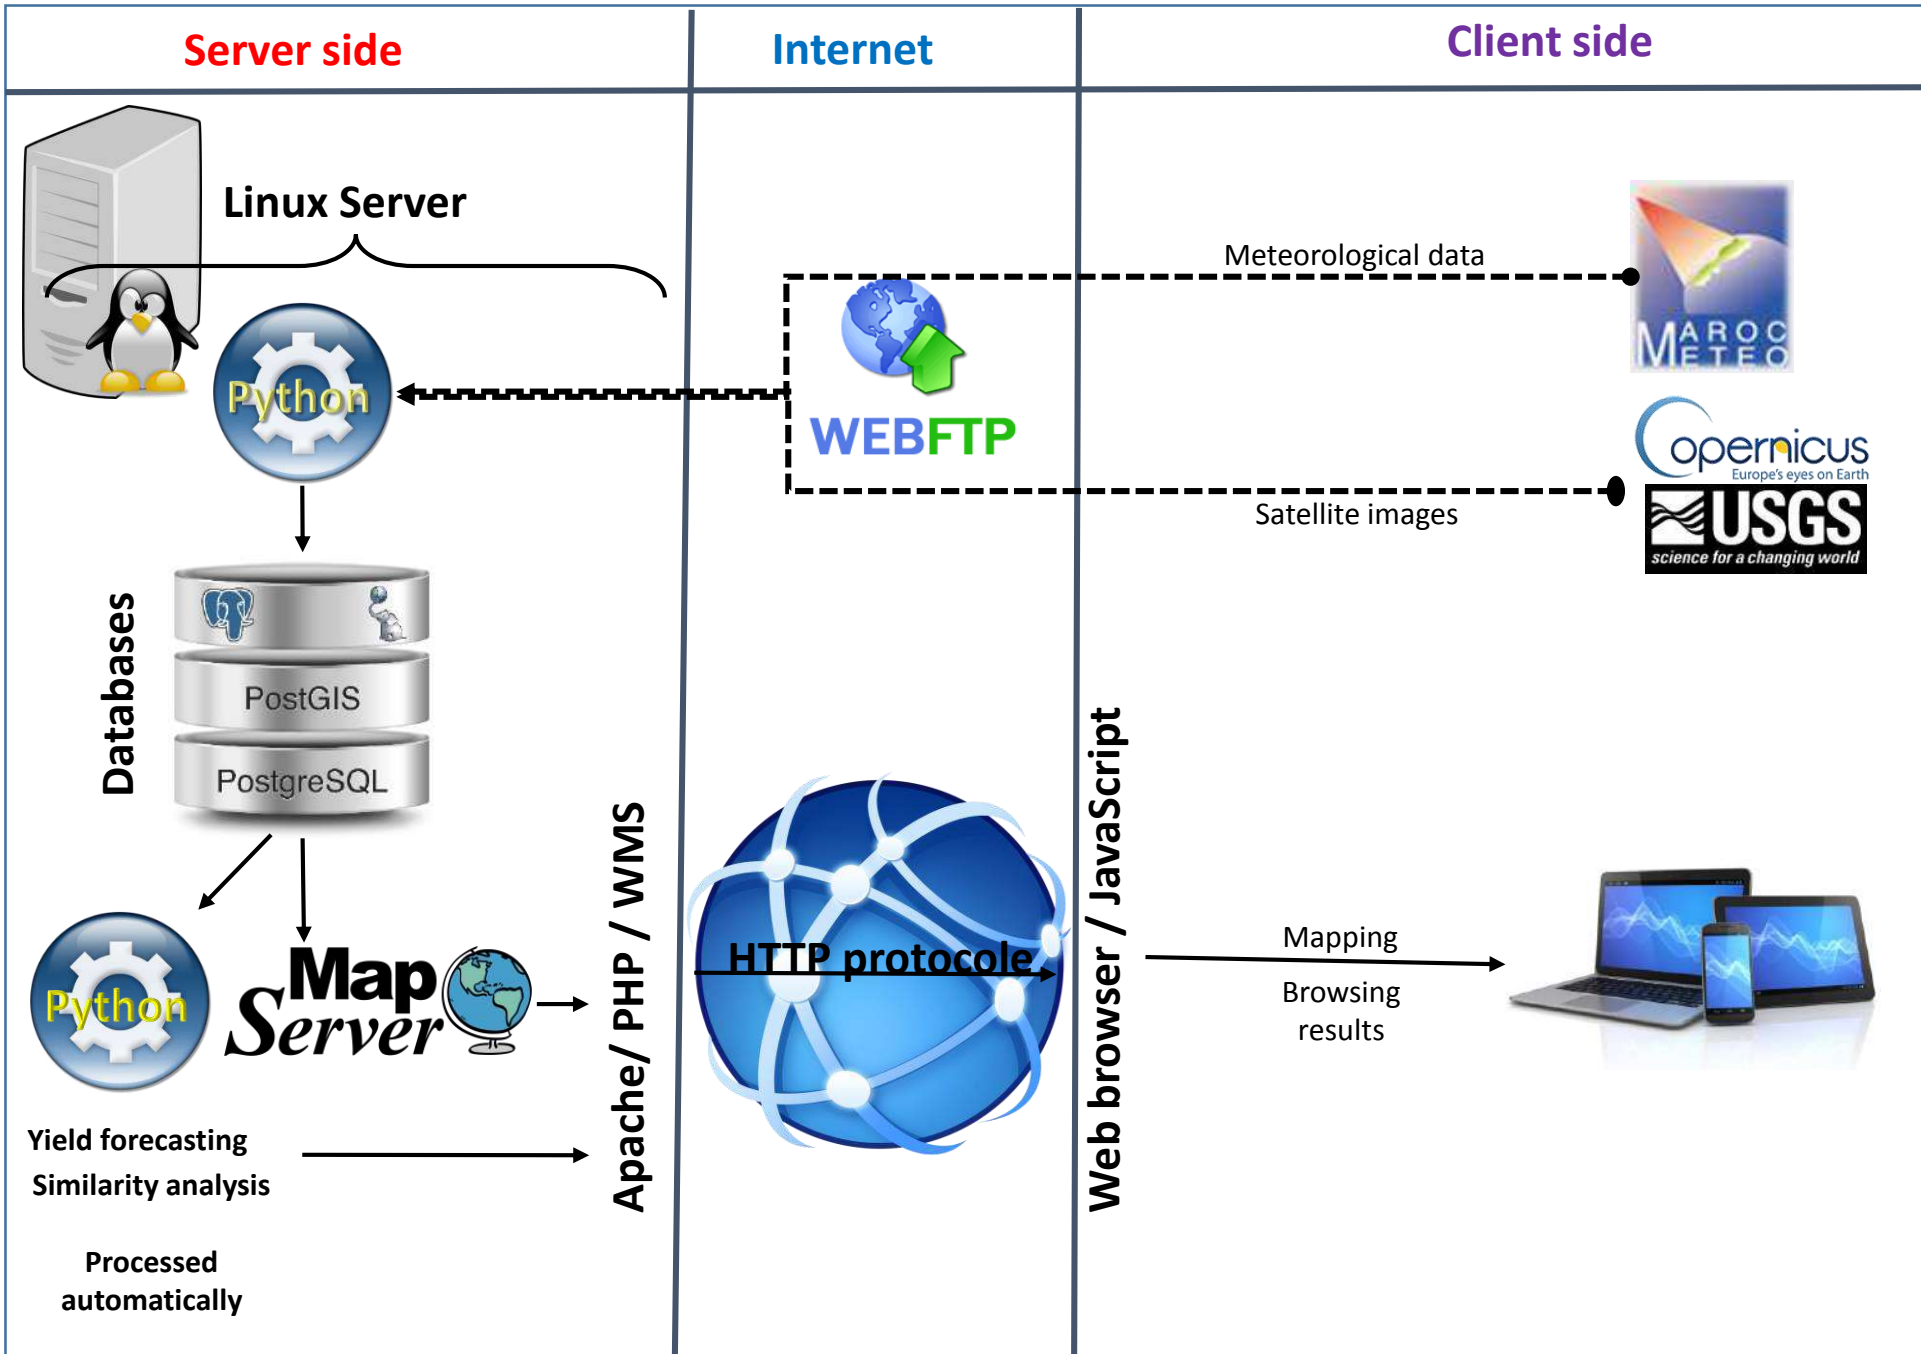 Server side
Internet
Client side
Linux Server
Meteorological data
MAROC
METEO
Python
WEBFTP
Copernicus
Europe's eyes on Earth
USGS
science for a changing world
Satellite images
Databases
PostGIS
PostgreSQL
Python
Map
Server
Apache/ PHP / WMS
HTTP protocole
Web browser / JavaScript
Mapping
Browsing
results
Yield forecasting
Similarity analysis
Processed
automatically